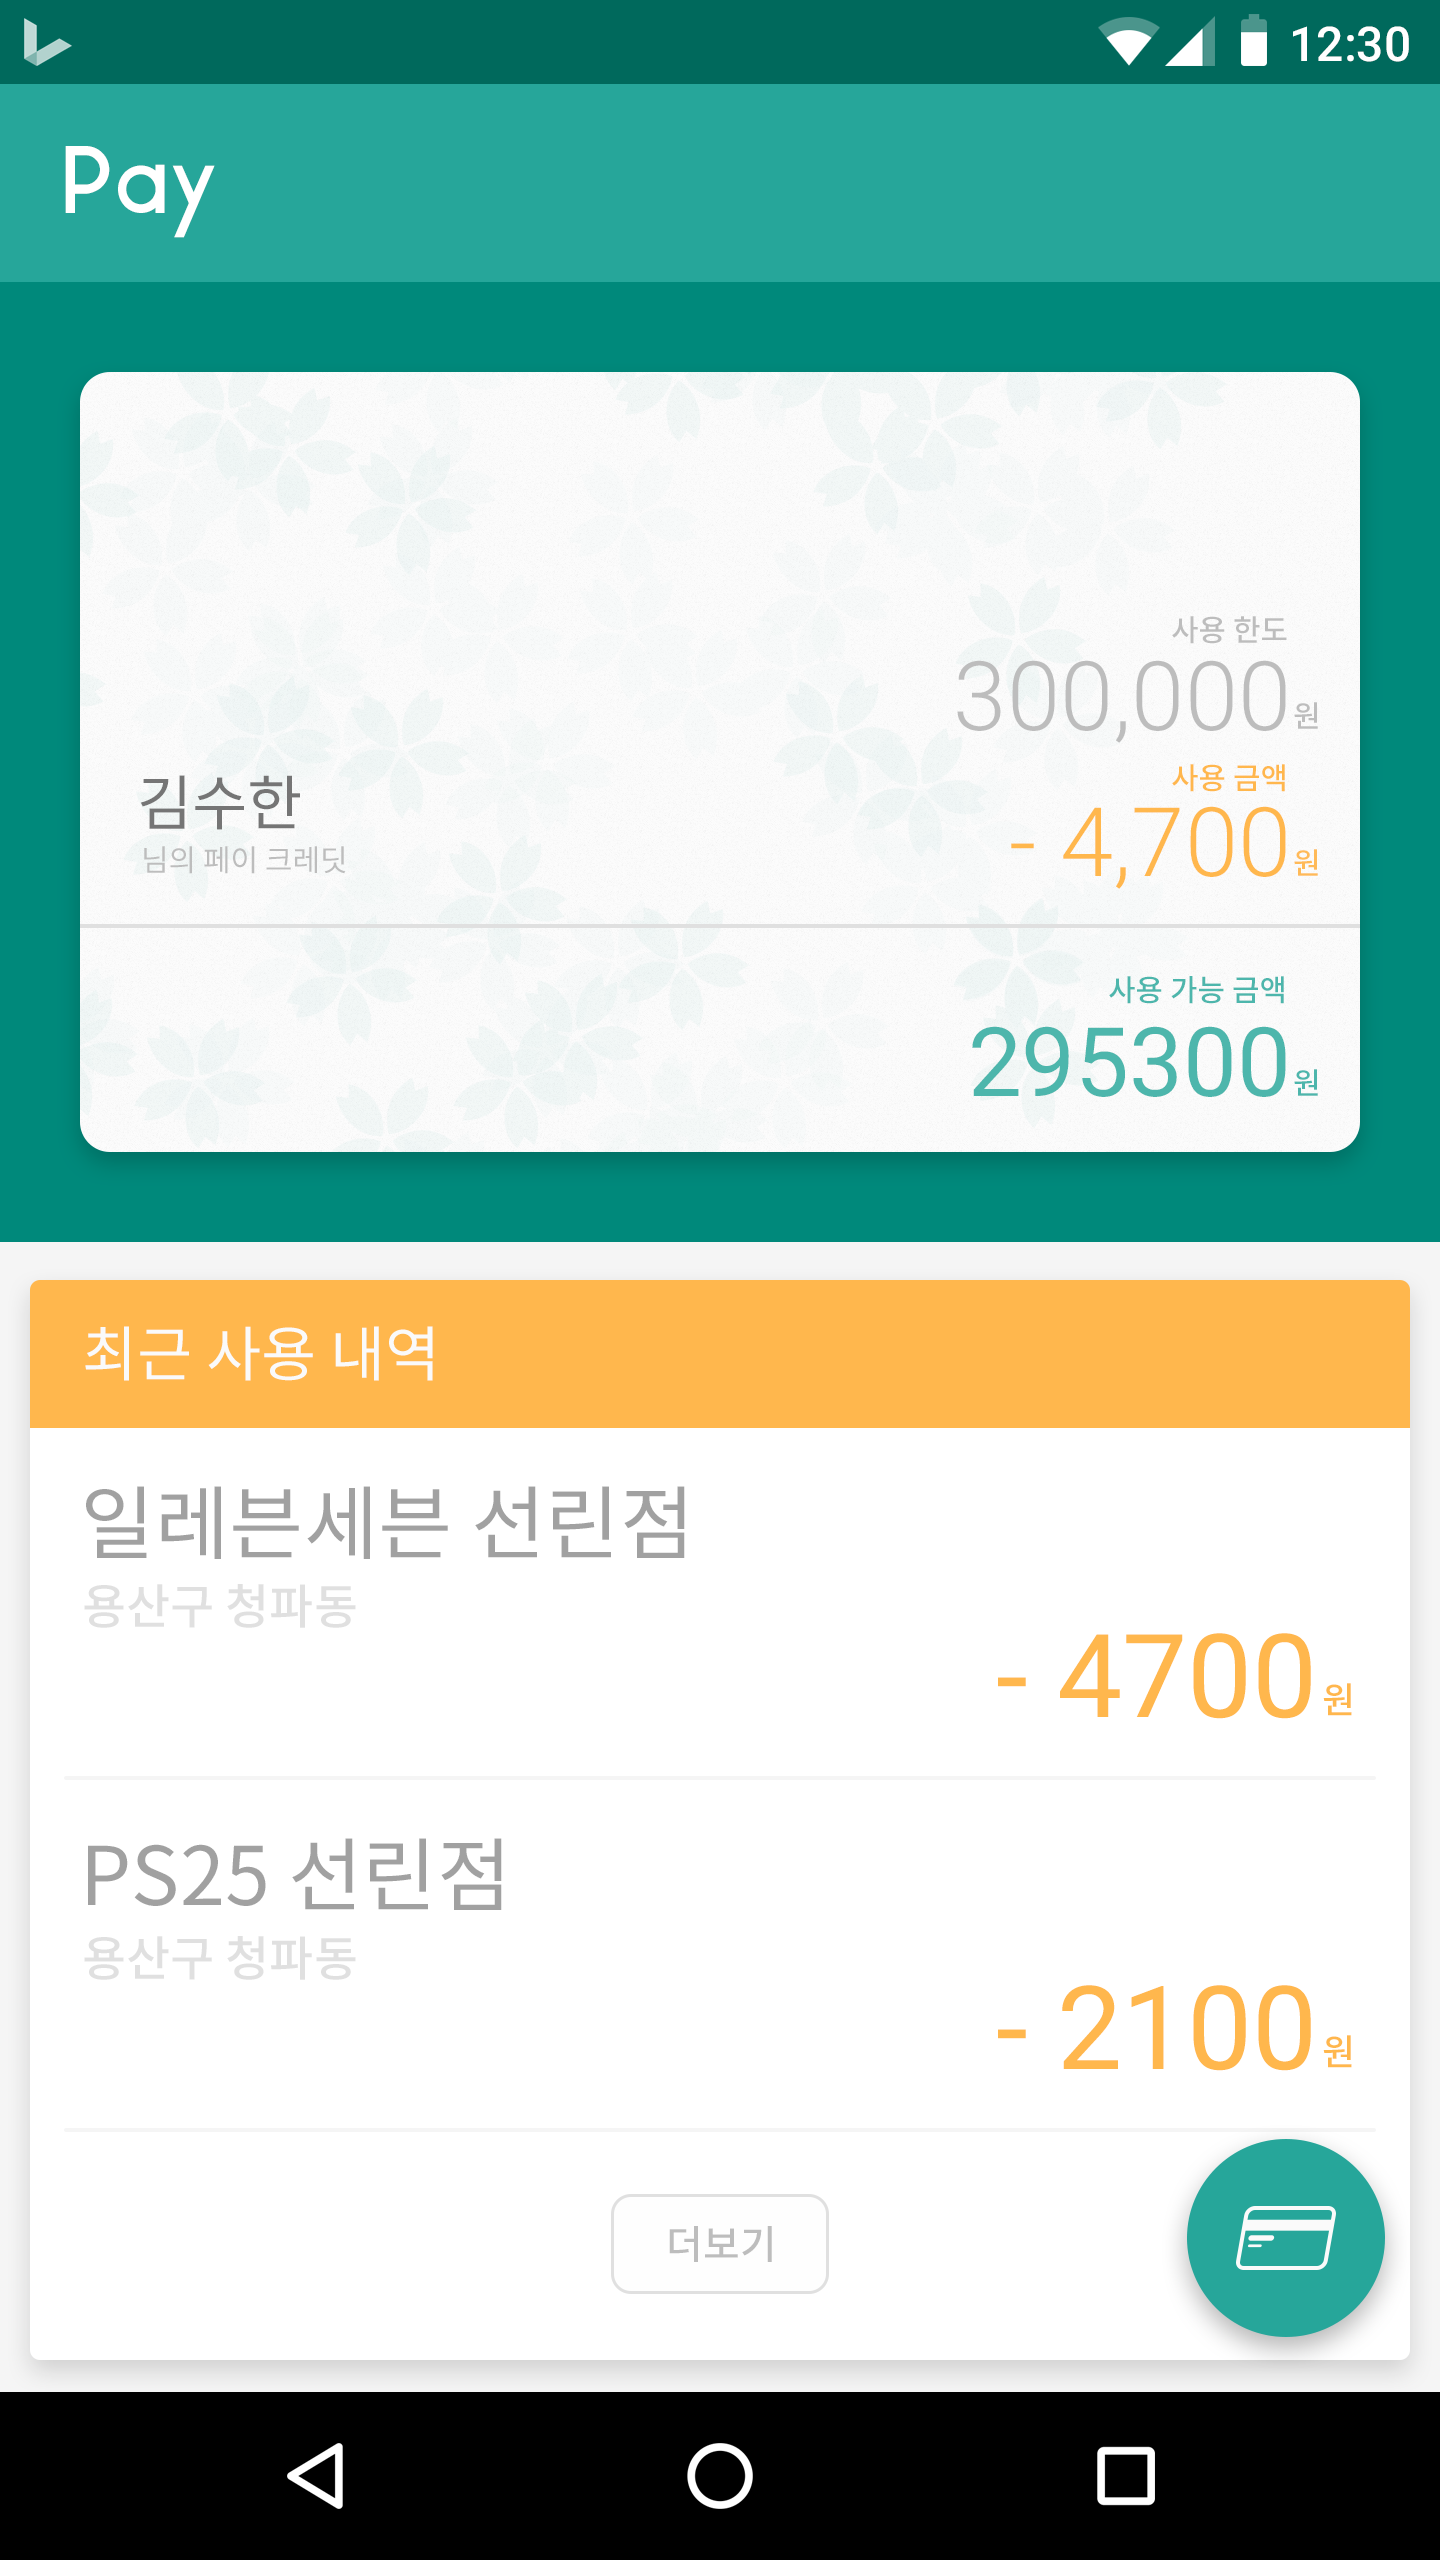 12:30
Pay
사용 한도
300,000원
사용 금액
- 4,700원
김수한
님의 페이 크레딧
사용 가능 금액
295300원
최근 사용 내역
일레븐세븐 선린점
용산구 청파동
- 4700원
PS25 선린점
용산구 청파동
- 2100원
더보기